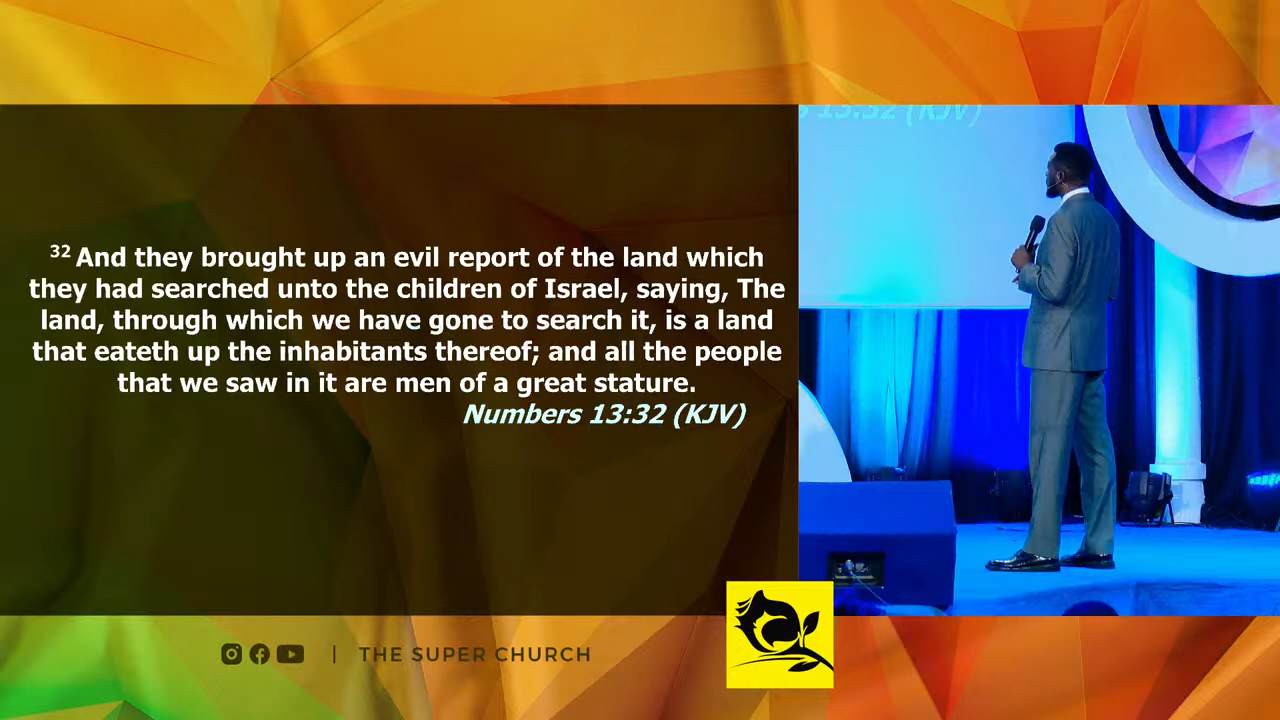 32 And they brought up an evil report of the land which
they had searched unto the children of Israel, saying, The
land, through which we have gone to search it, is a land
that eateth up the inhabitants thereof; and all the people
that we saw in it are men of a great stature.
Numbers 13:32 (KJV)
13:32 (KJV)
| THE SUPER CHURCH